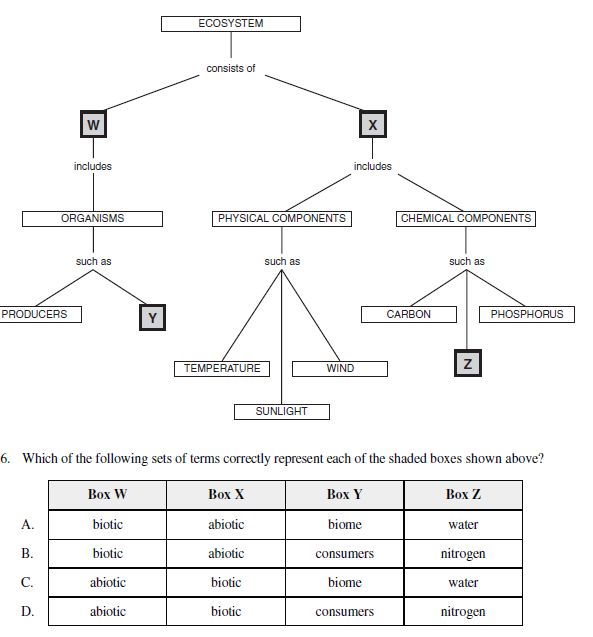 ECOSYSTEM
consists of
W
X
includes
includes
ORGANISMS
PHYSICAL COMPONENTS
CHEMICAL COMPONENTS
such as
such as
such as
PRODUCERS
Y
CARBON
PHOSPHORUS
TEMPERATURE
WIND
Z
SUNLIGHT
6. Which of the following sets of terms correctly represent each of the shaded boxes shown above?
Box W Box X Box Y Box Z
A. biotic abiotic biome water
B. biotic abiotic consumers nitrogen
C. abiotic biotic biome water
D. abiotic biotic consumers nitrogen